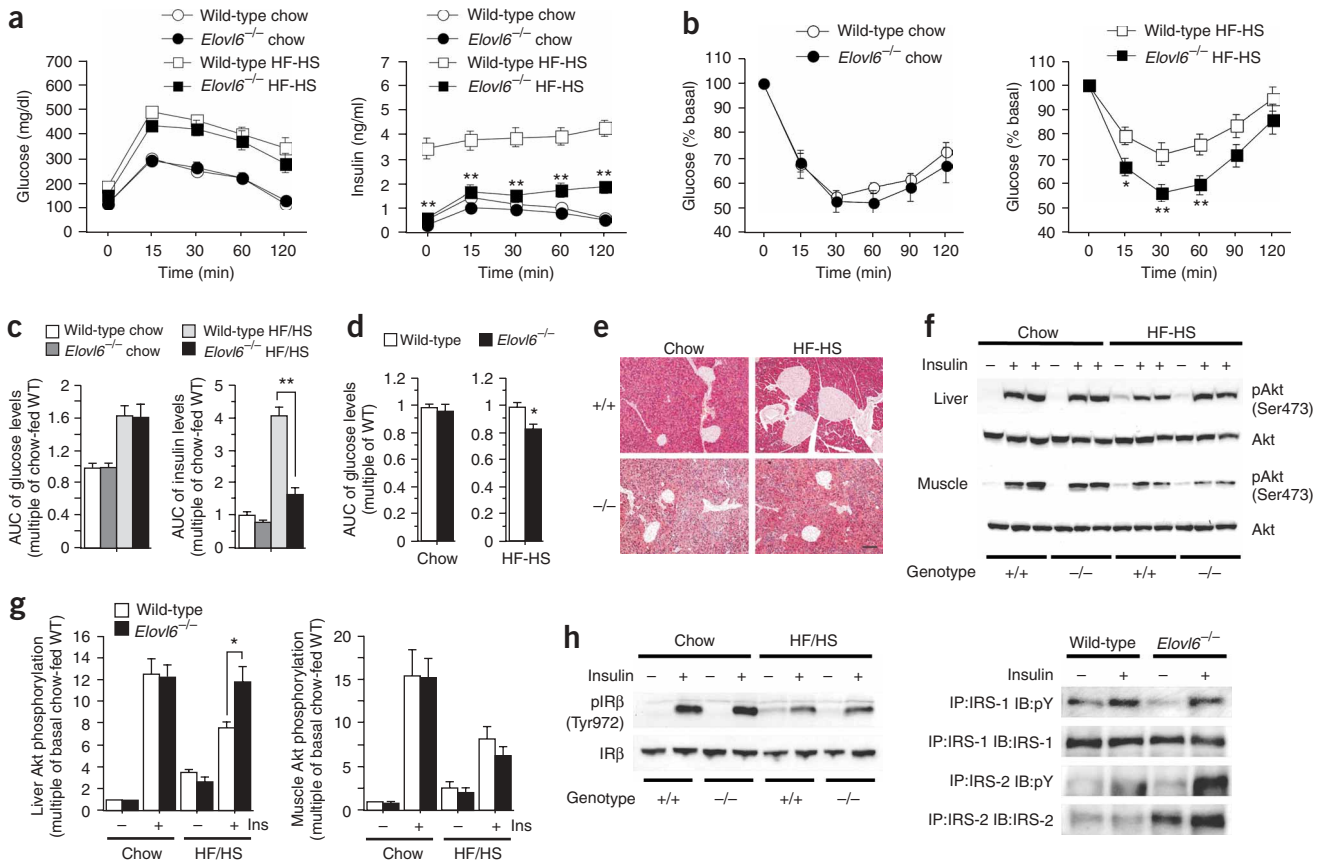 a
Wild-type chow
Elovl6–/– chow
Wild-type HF-HS
Elovl6–/– HF-HS
Glucose (mg/dl)
700
600
500
400
300
200
100
0
0 15 30 60 120
Time (min)
Wild-type chow
Elovl6–/– chow
Wild-type HF-HS
Elovl6–/– HF-HS
Insulin (ng/ml)
7
6
5
4
3
2
1
0
** ** ** ** **
0 15 30 60 120
Time (min)
b
Wild-type chow
Elovl6–/– chow
Glucose (% basal)
110
100
90
80
70
60
50
40
0 15 30 60 90 120
Time (min)
Wild-type HF-HS
Elovl6–/– HF-HS
Glucose (% basal)
110
100
90
80
70
60
50
40
* ** **
0 15 30 60 90 120
Time (min)
c
Wild-type chow
Elovl6–/– chow
Wild-type HF/HS
Elovl6–/– HF/HS
AUC of glucose levels
(multiple of chow-fed WT)
2
1.8
1.6
1.4
1.2
1
0.8
0.6
0.4
0.2
0
AUC of insulin levels
(multiple of chow-fed WT)
5
4
3
2
1
0
**
d
Wild-type
Elovl6–/–
AUC of glucose levels
(multiple of WT)
1.2
1
0.8
0.6
0.4
0.2
0
Chow
1.2
1
0.8
0.6
0.4
0.2
0
*
HF-HS
e
Chow HF-HS
+/+
–/–
f
Chow HF-HS
Insulin – + + – + + – + + – + +
Liver
pAkt
(Ser473)
Akt
Muscle
pAkt
(Ser473)
Akt
Genotype +/+ –/– +/+ –/–
g
Wild-type
Elovl6–/–
Liver Akt phosphorylation
(multiple of basal chow-fed WT)
16
14
12
10
8
6
4
2
0
*
– + – + Ins
Chow HF/HS
Muscle Akt phosphorylation
(multiple of basal chow-fed WT)
20
15
10
5
0
– + – +
Chow HF/HS
h
Chow HF/HS
Insulin – + – + – + – +
pIRβ
(Tyr972)
IRβ
Genotype +/+ –/– +/+ –/–
Wild-type Elovl6–/–
Insulin – + – +
IP:IRS-1 IB:pY
IP:IRS-1 IB:IRS-1
IP:IRS-2 IB:pY
IP:IRS-2 IB:IRS-2